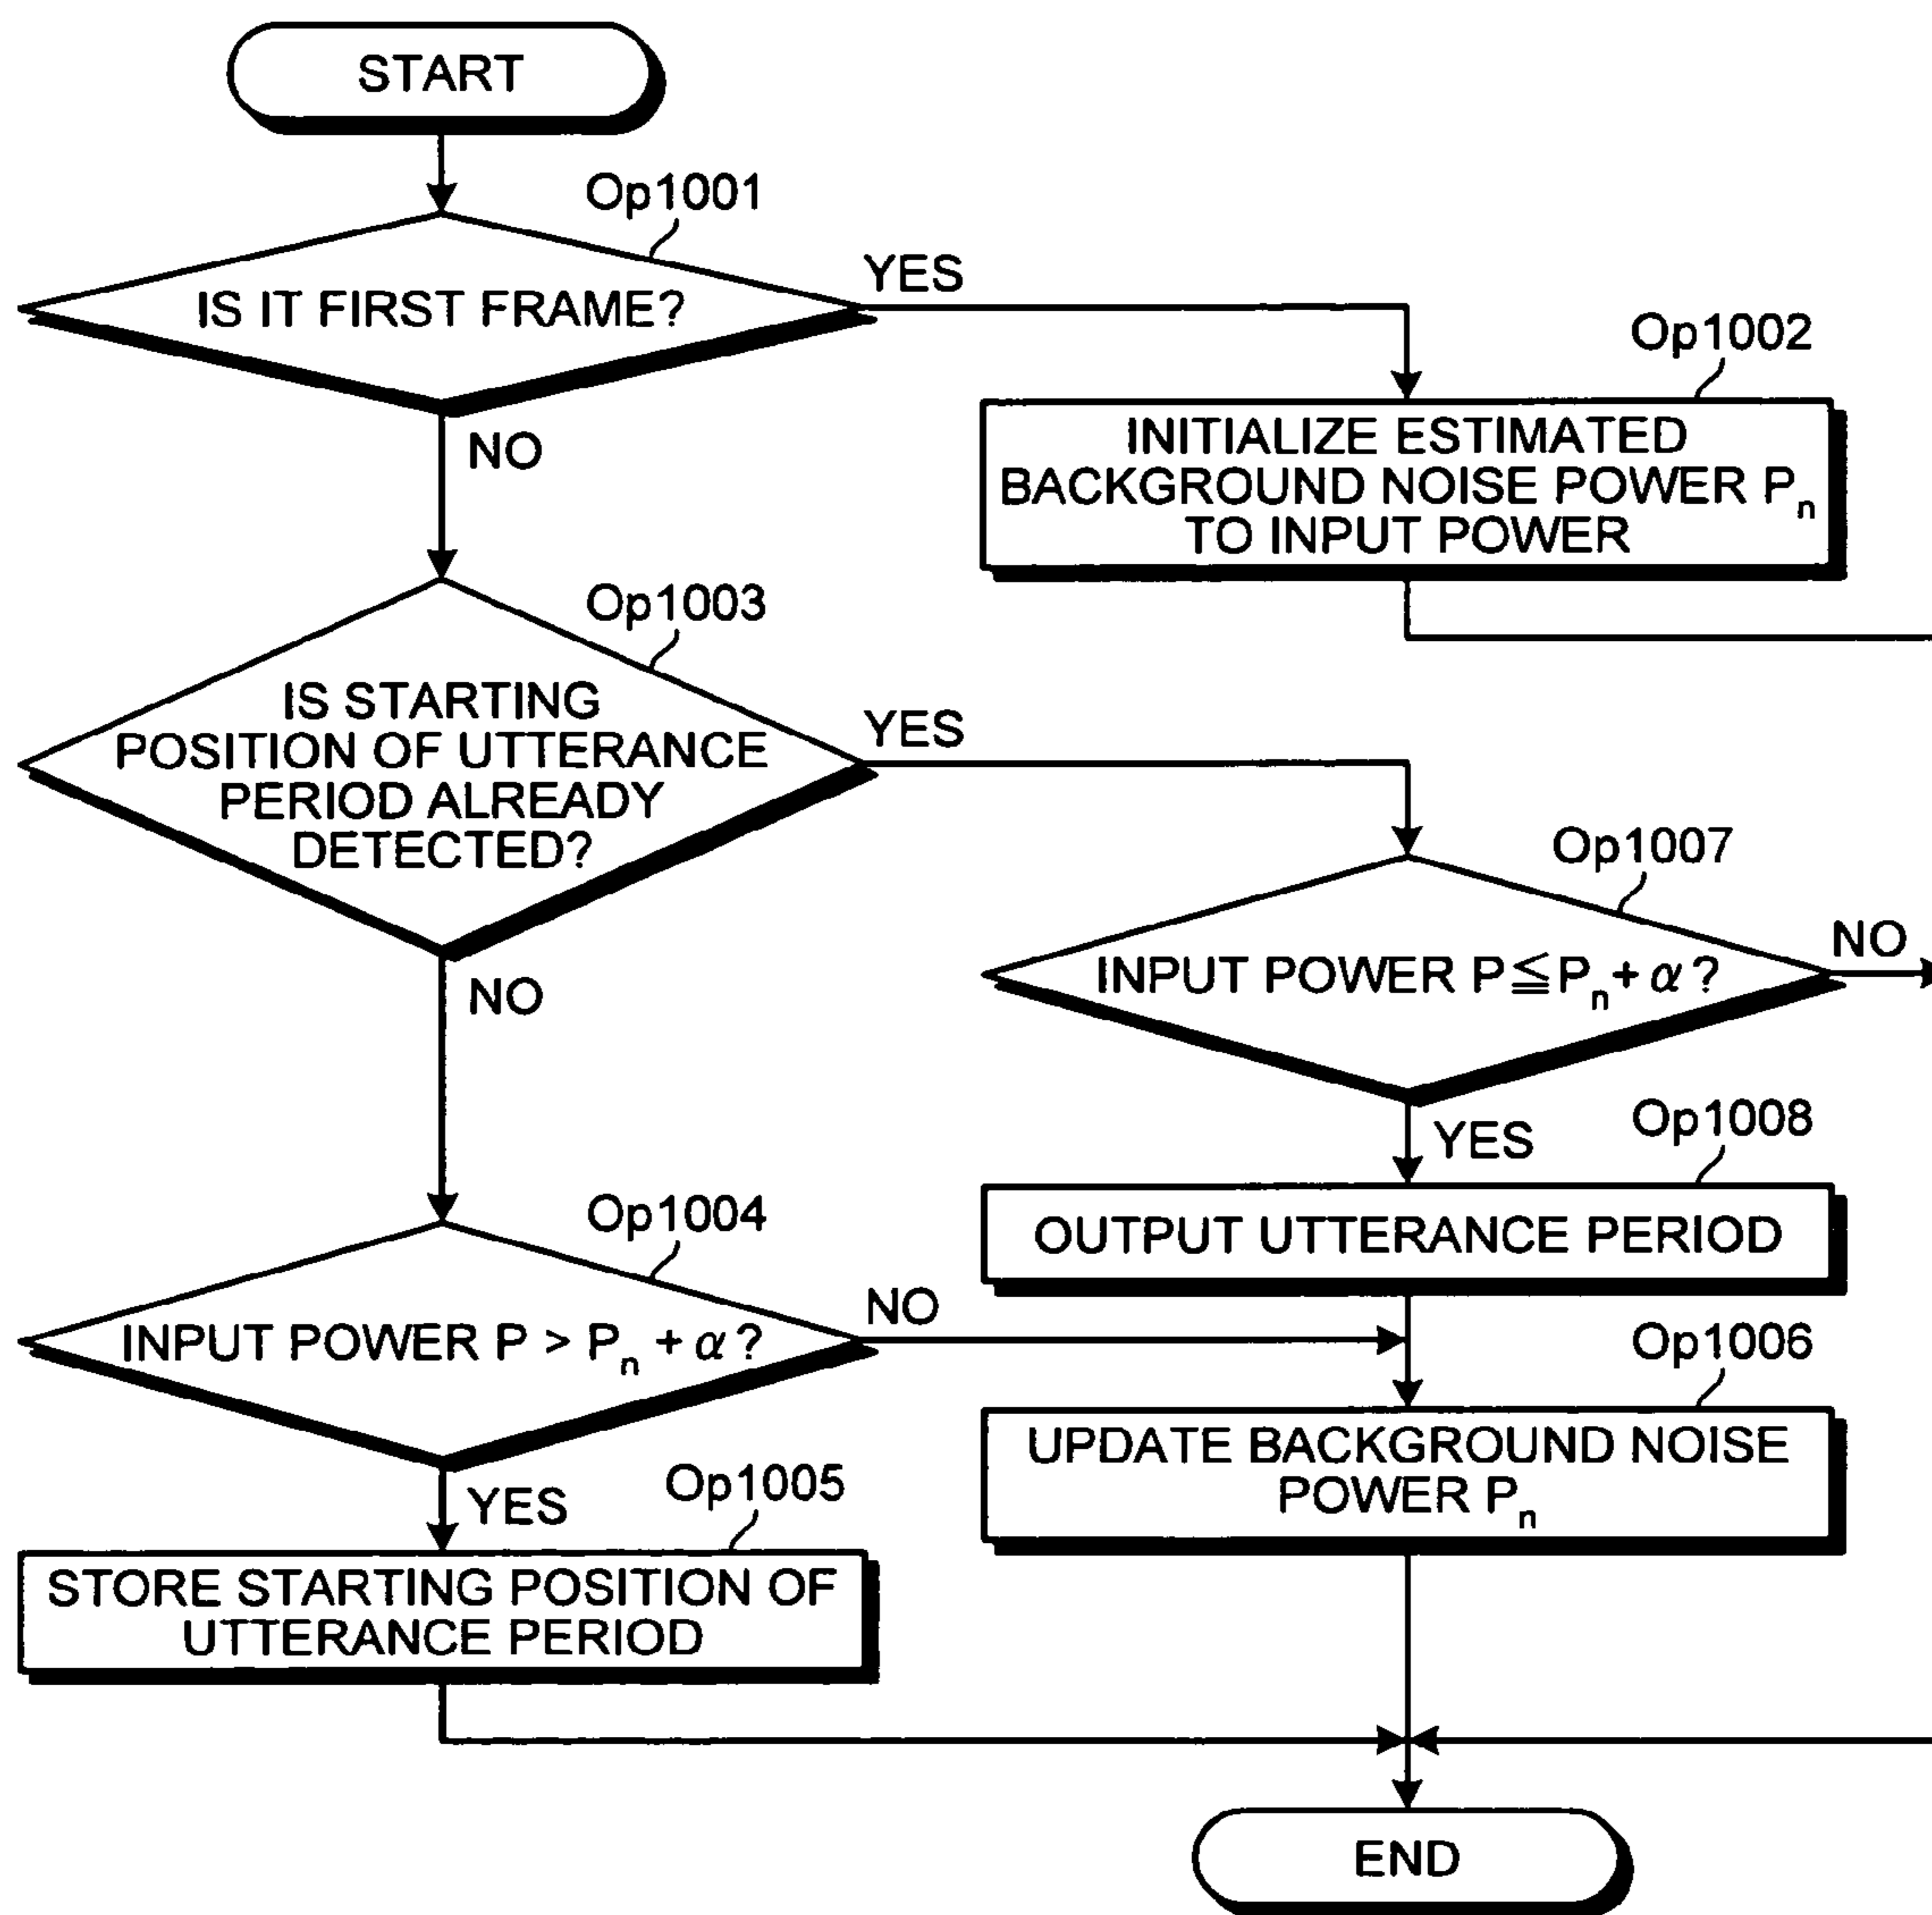 START
Op1001
IS IT FIRST FRAME?
YES
NO
Op1002
INITIALIZE ESTIMATED
BACKGROUND NOISE POWER Pn
TO INPUT POWER
Op1003
IS STARTING
POSITION OF UTTERANCE
PERIOD ALREADY
DETECTED?
YES
NO
Op1007
INPUT POWER P≦Pn+α?
NO
YES
Op1008
OUTPUT UTTERANCE PERIOD
Op1004
INPUT POWER P > Pn + α?
NO
YES
Op1006
UPDATE BACKGROUND NOISE
POWER Pn
Op1005
STORE STARTING POSITION OF
UTTERANCE PERIOD
END